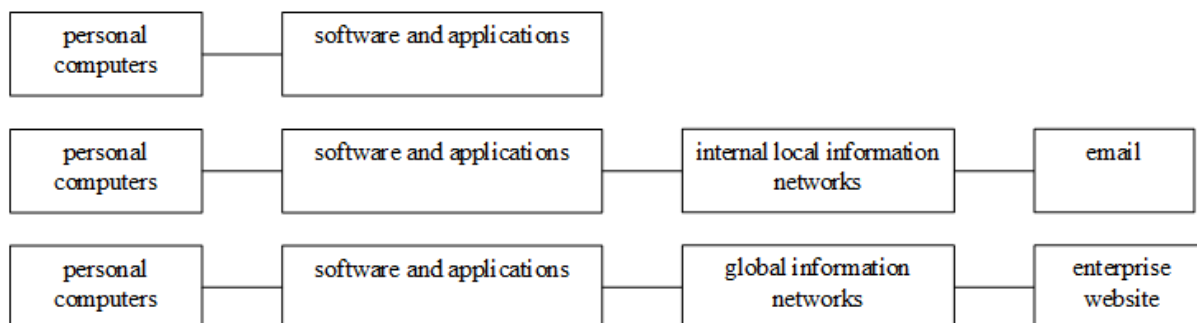 personal
computers
software and applications
personal
computers
software and applications
internal local information
networks
email
personal
computers
software and applications
global information
networks
enterprise
website